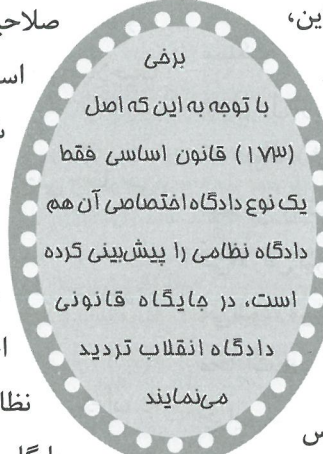 برخی
با توجه به این که اصل
(۱۷۳) قانون اساسی فقط
یک نوع دادگاه اختصاصی آن هم
دادگاه نظامی را پیش‌بینی کرده
است، در جایگاه قانونی
دادگاه انقلاب تردید
می‌نمایند